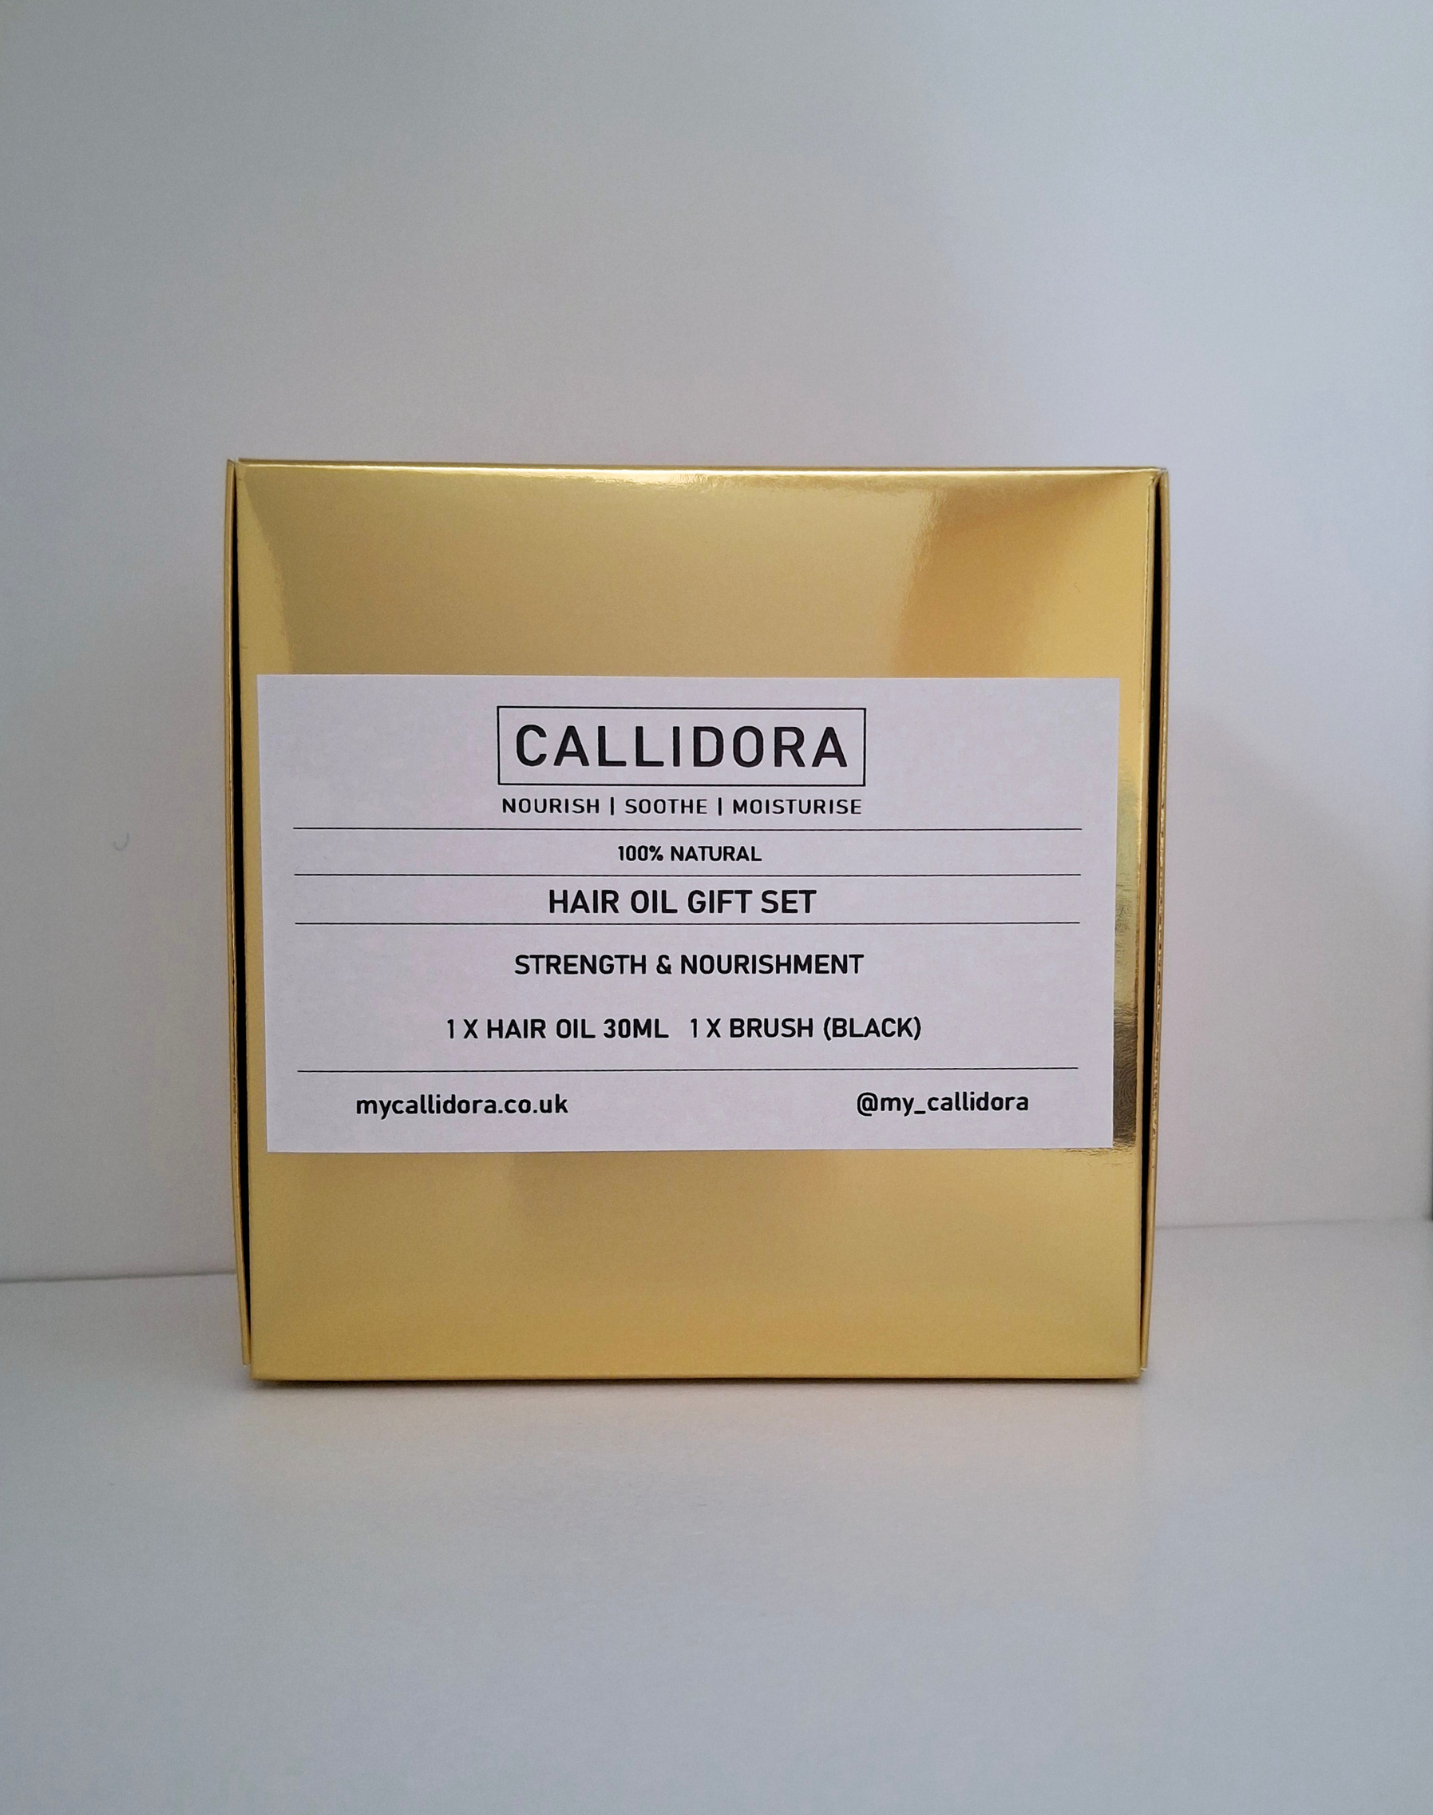 CALLIDORA
NOURISH | SOOTHE | MOISTURISE
100% NATURAL
HAIR OIL GIFT SET
STRENGTH & NOURISHMENT
1 X HAIR OIL 30ML 1 X BRUSH (BLACK)
mycallidora.co.uk @my_callidora